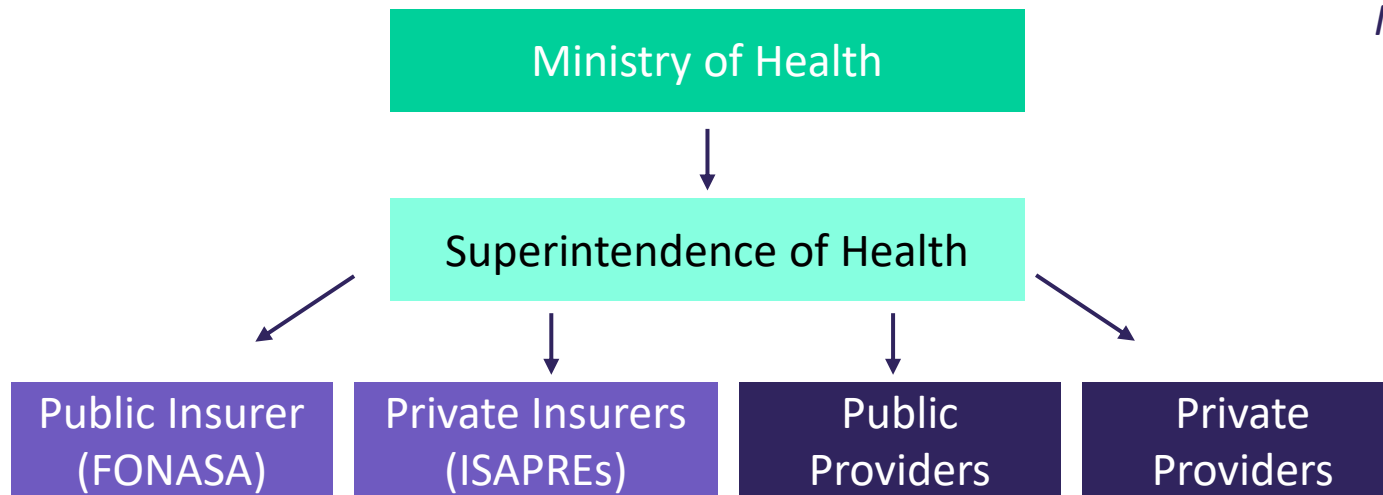 Ministry of Health
Superintendence of Health
Public Insurer
(FONASA)
Private Insurers
(ISAPREs)
Public
Providers
Private
Providers